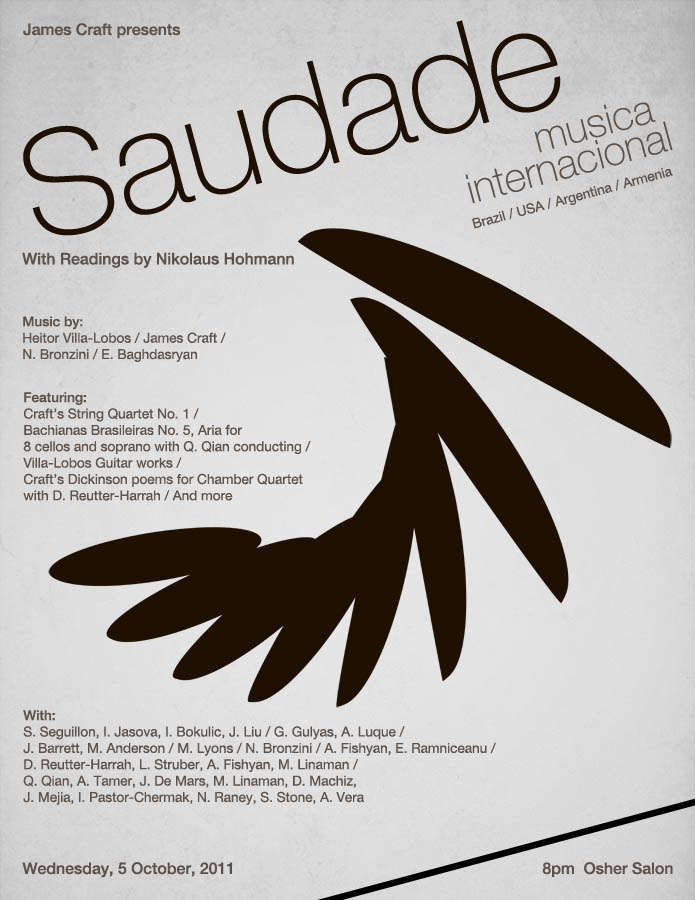 James Craft presents
Saudade
musica
internacional
Brazil / USA / Argentina / Armenia
With Readings by Nikolaus Hohmann
Music by:
Heitor Villa-Lobos / James Craft /
N. Bronzini / E. Baghdasryan
Featuring:
Craft's String Quartet No. 1 /
Bachianas Brasileiras No. 5, Aria for
8 cellos and soprano with Q. Qian conducting /
Villa-Lobos Guitar works /
Craft's Dickinson poems for Chamber Quartet
with D. Reutter-Harrah / And more
With:
S. Seguillon, I. Jasova, I. Bokulic, J. Liu / G. Gulyas, A. Luque /
J. Barrett, M. Anderson / M. Lyons / N. Bronzini / A. Fishyan, E. Ramniceanu /
D. Reutter-Harrah, L. Struber, A. Fishyan, M. Linaman /
Q. Qian, A. Tamer, J. De Mars, M. Linaman, D. Machiz,
J. Mejia, I. Pastor-Chermak, N. Raney, S. Stone, A. Vera
Wednesday, 5 October, 2011
8pm Osher Salon